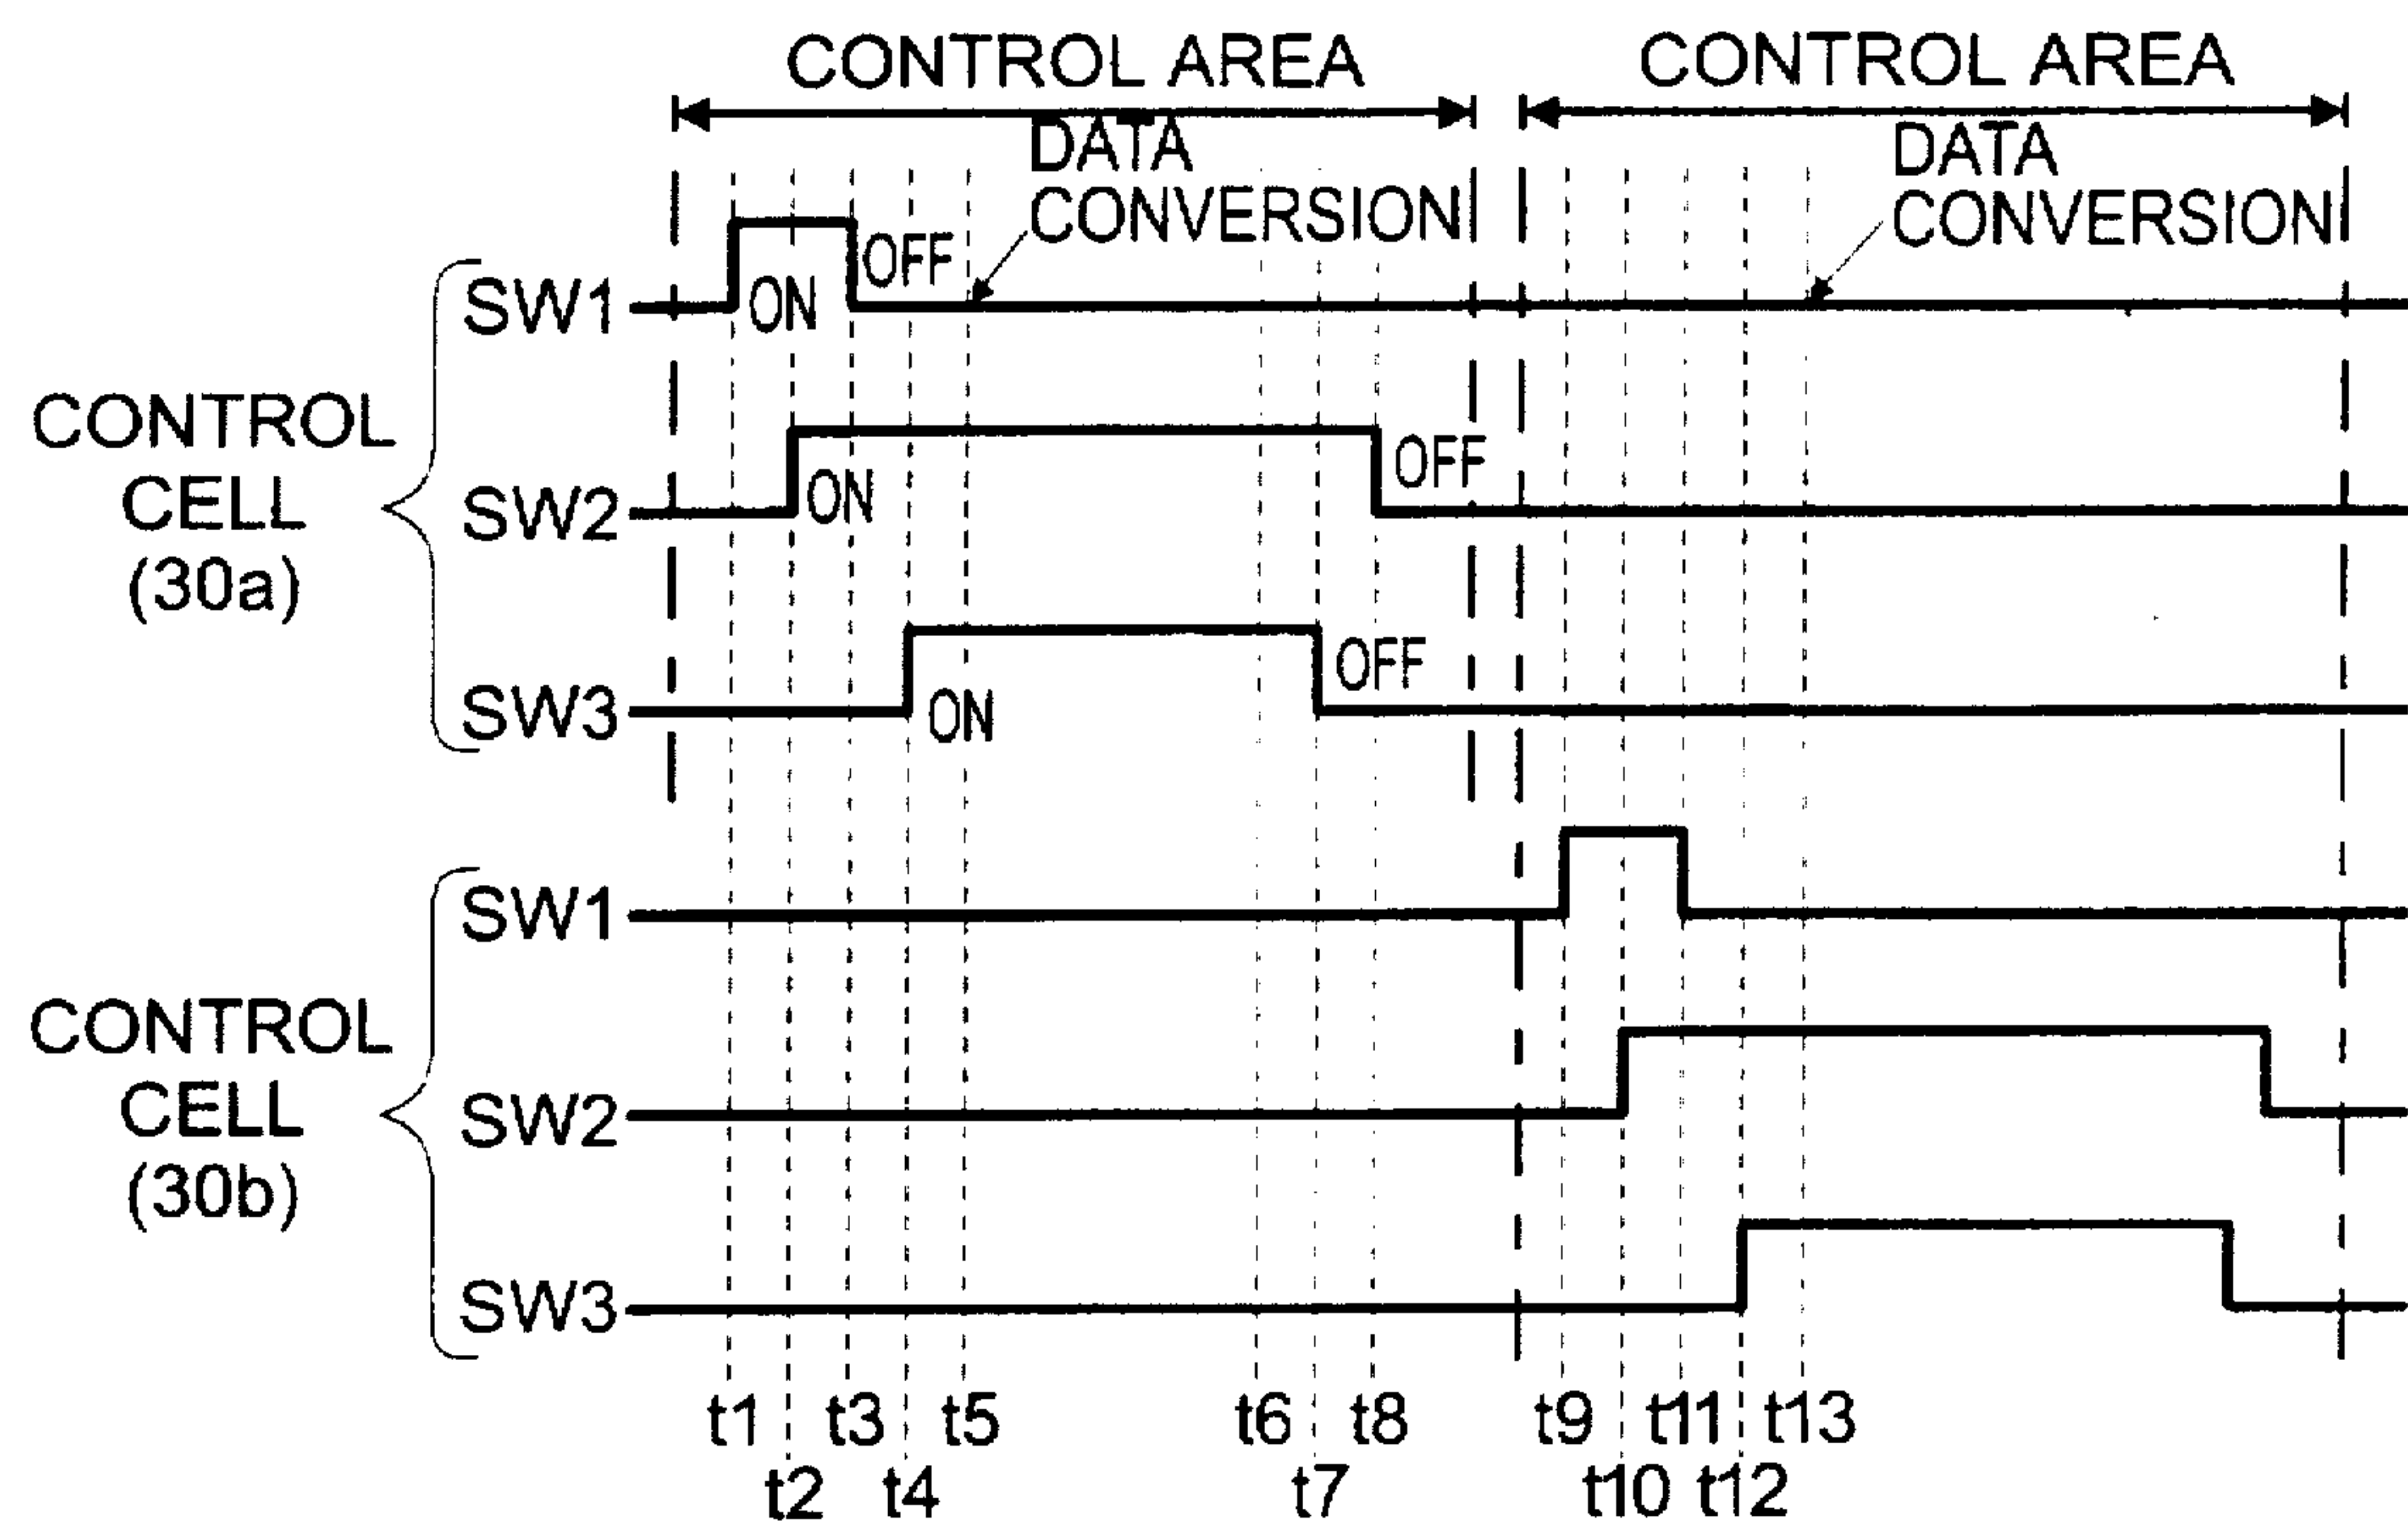 CONTROL AREA
CONTROL AREA
DATA
CONVERSION
DATA
CONVERSION
CONTROL
CELL
(30a)
SW1
ON
OFF
SW2
ON
OFF
SW3
ON
OFF
CONTROL
CELL
(30b)
SW1
SW2
SW3
t1
t2
t3
t4
t5
t6
t7
t8
t9
t10
t11
t12
t13